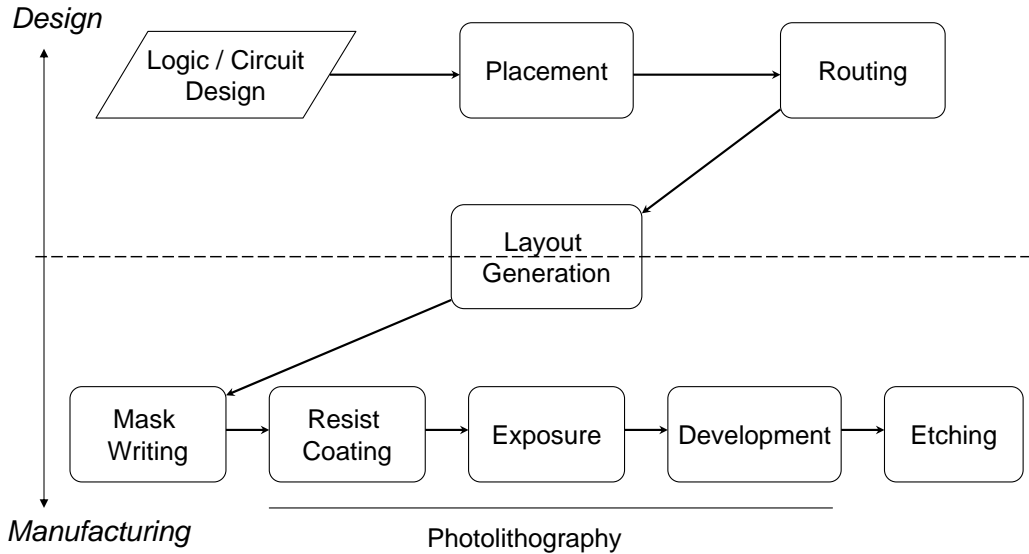 Design
Logic / Circuit
Design
Placement
Routing
Layout
Generation
Mask
Writing
Resist
Coating
Exposure
Development
Etching
Manufacturing
Photolithography